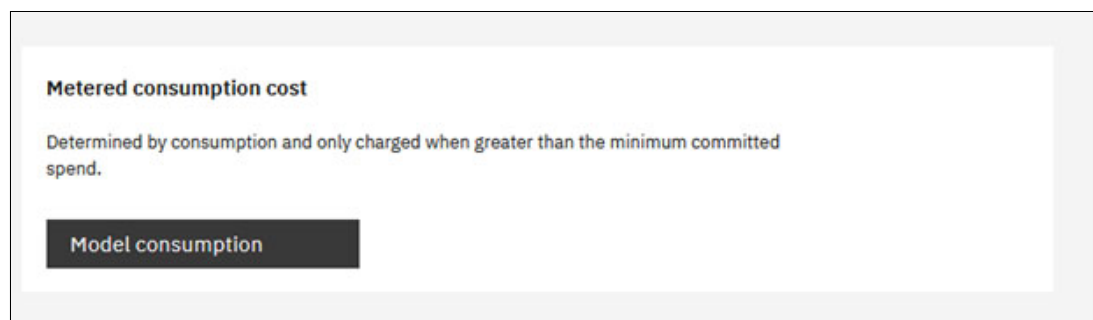 Metered consumption cost
Determined by consumption and only charged when greater than the minimum committed
spend.
Model consumption